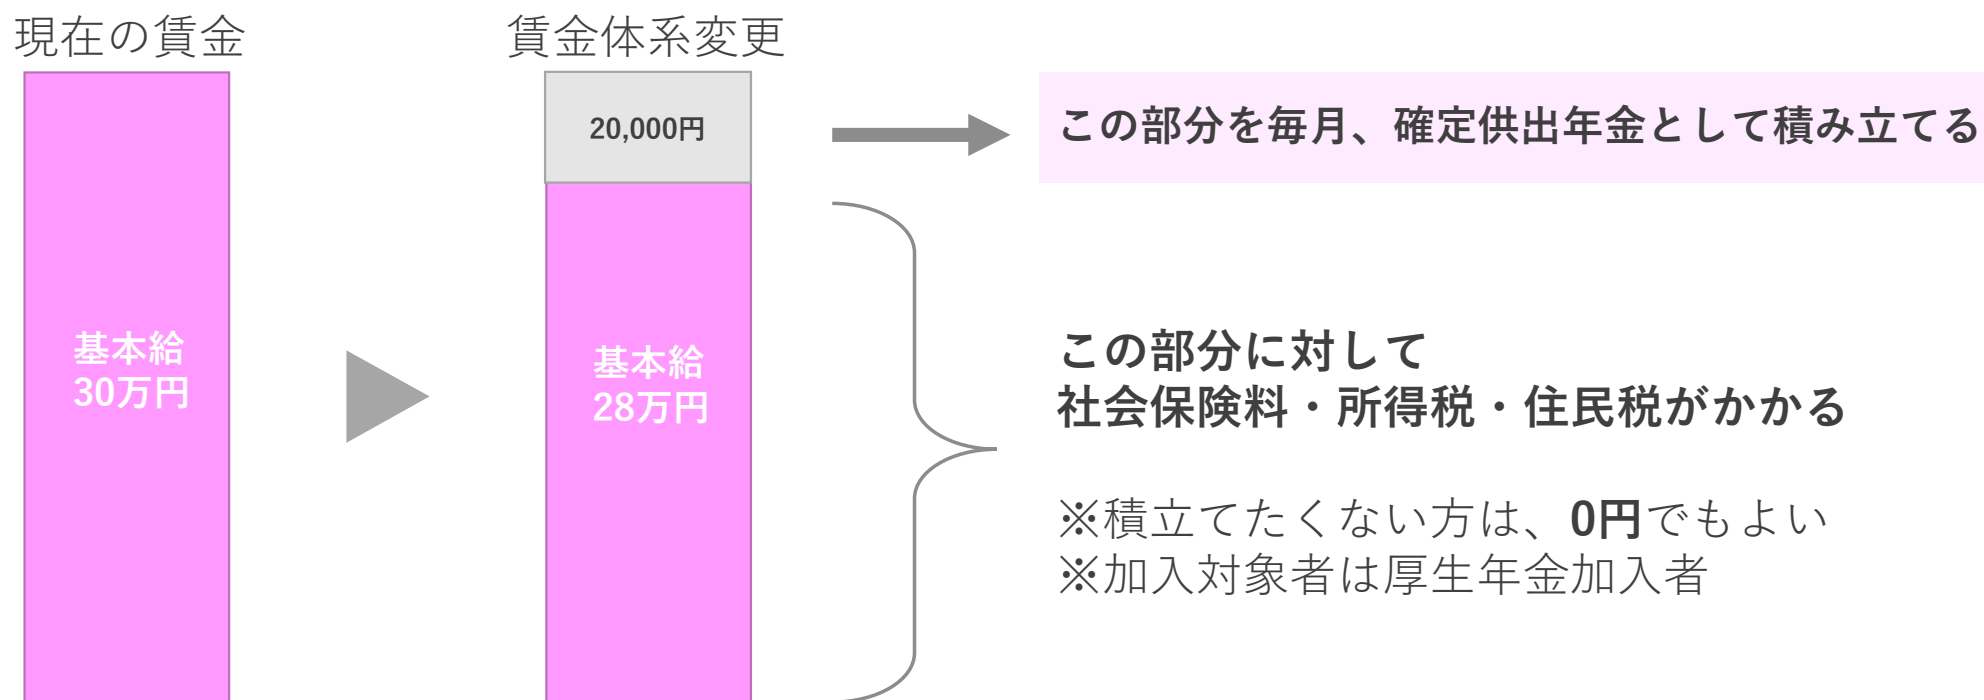 現在の賃金
賃金体系変更
20,000円
この部分を毎月、確定供出年金として積み立てる
基本給
30万円
基本給
28万円
この部分に対して
社会保険料・所得税・住民税がかかる
※積立てたくない方は、0円でもよい
※加入対象者は厚生年金加入者